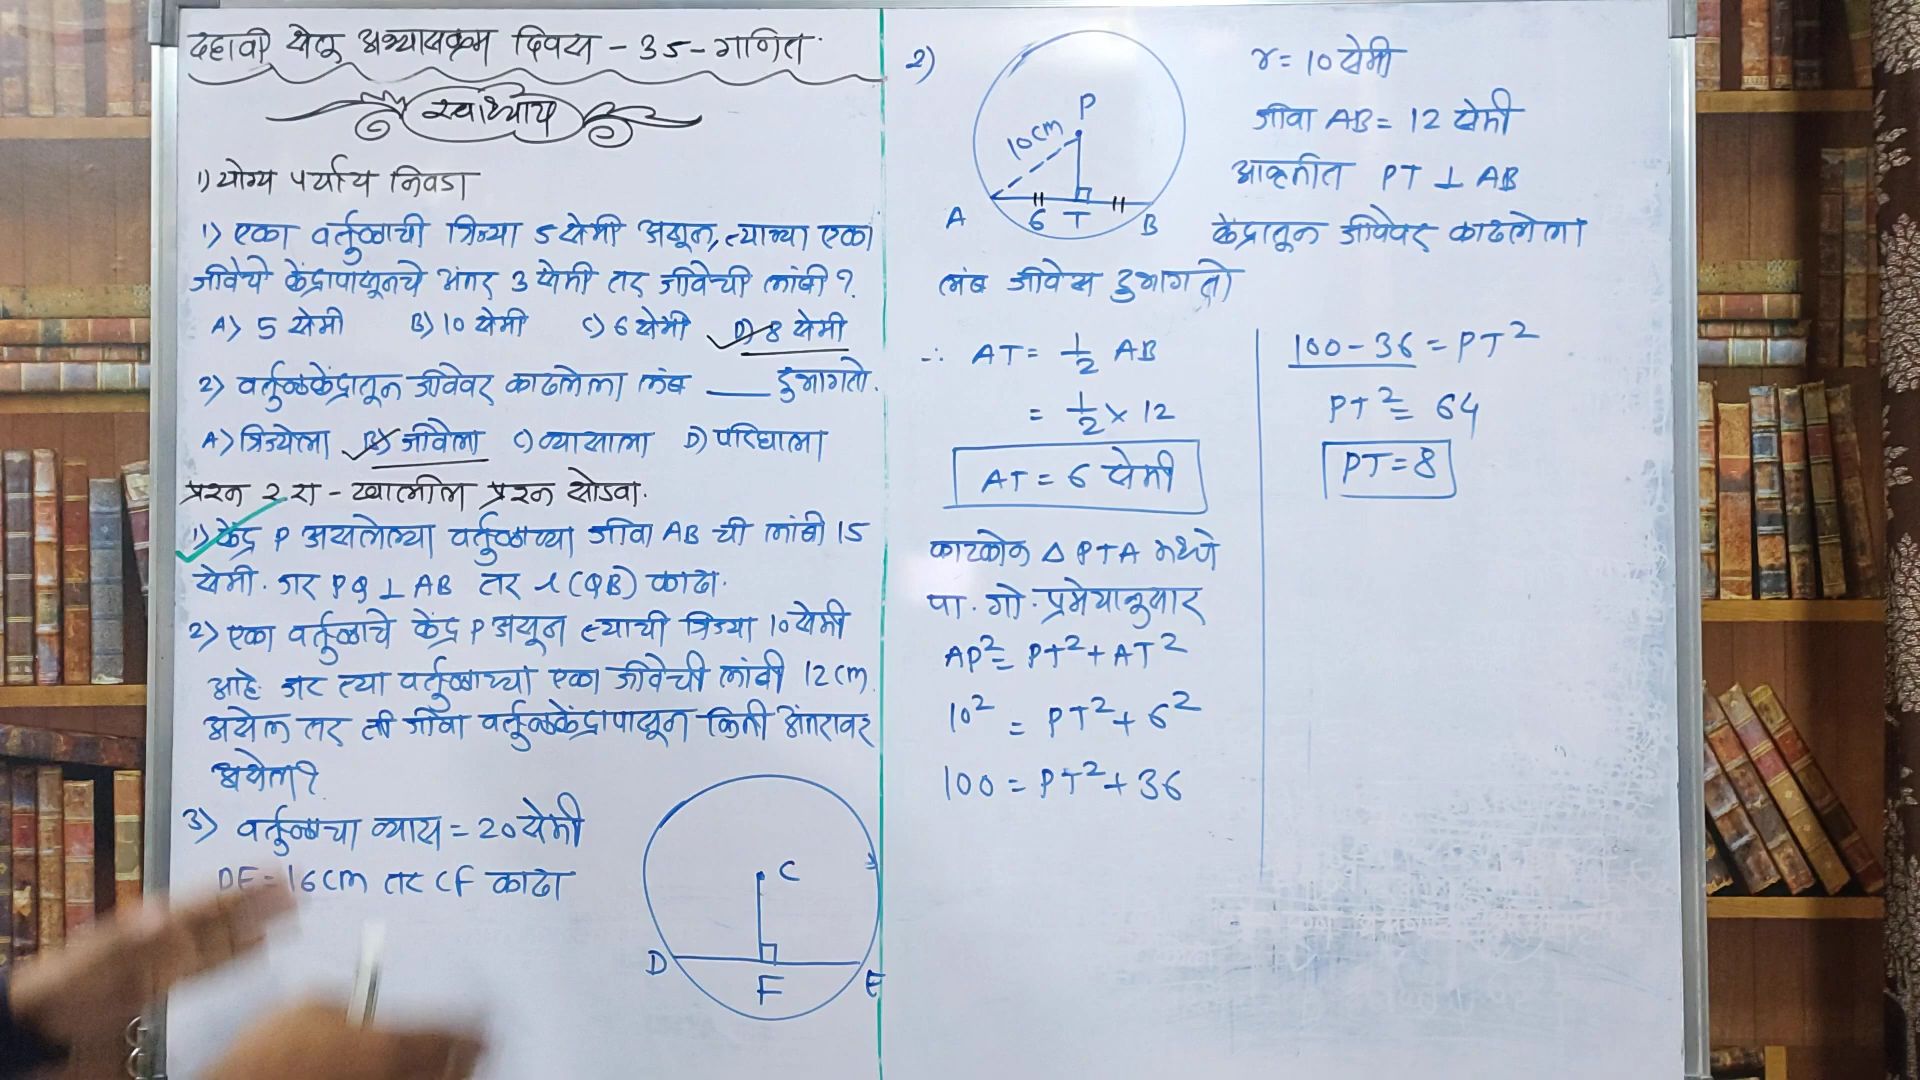 दहावी सेतू अभ्यासक्रम दिवस - 35 - गणित.
स्वाध्याय
1) योग्य पर्याय निवडा
1) एका वर्तुळाची त्रिज्या 5 सेमी असून, त्याच्या एका
जीवेचे केंद्रापासूनचे अंतर 3 सेमी तर जीवेची लांबी?
A) 5 सेमी B) 10 सेमी C) 6 सेमी D) 8 सेमी
2) वर्तुळकेंद्रातून जीवेवर काढलेला लंब ___ दुभागतो.
A) त्रिज्येला B) जीवेला C) व्यासाला D) परिघाला
प्रश्न 2 रा - खालील प्रश्न सोडवा.
1) केंद्र P असलेल्या वर्तुळाच्या जीवा AB ची लांबी 15
सेमी. जर PQ ⊥ AB तर l(QB) काढा.
2) एका वर्तुळाचे केंद्र P असून त्याची त्रिज्या 10 सेमी
आहे. जर त्या वर्तुळाच्या एका जीवेची लांबी 12 cm
असेल तर ती जीवा वर्तुळकेंद्रापासून किती अंतरावर
असेल?
3) वर्तुळाचा व्यास = 20 सेमी
DE = 16 cm तर CF काढा
C
D
F
E
2)
r = 10 सेमी
P
10 cm
जीवा AB = 12 सेमी
आकृतीत PT ⊥ AB
A 6 T B
केंद्रातून जीवेवर काढलेला
लंब जीवेस दुभागतो
∴ AT = 1/2 AB
= 1/2 × 12
AT = 6 सेमी
काटकोन △ PTA मध्ये
पा. गो. प्रमेयानुसार
AP² = PT² + AT²
10² = PT² + 6²
100 = PT² + 36
100 - 36 = PT²
PT² = 64
PT = 8